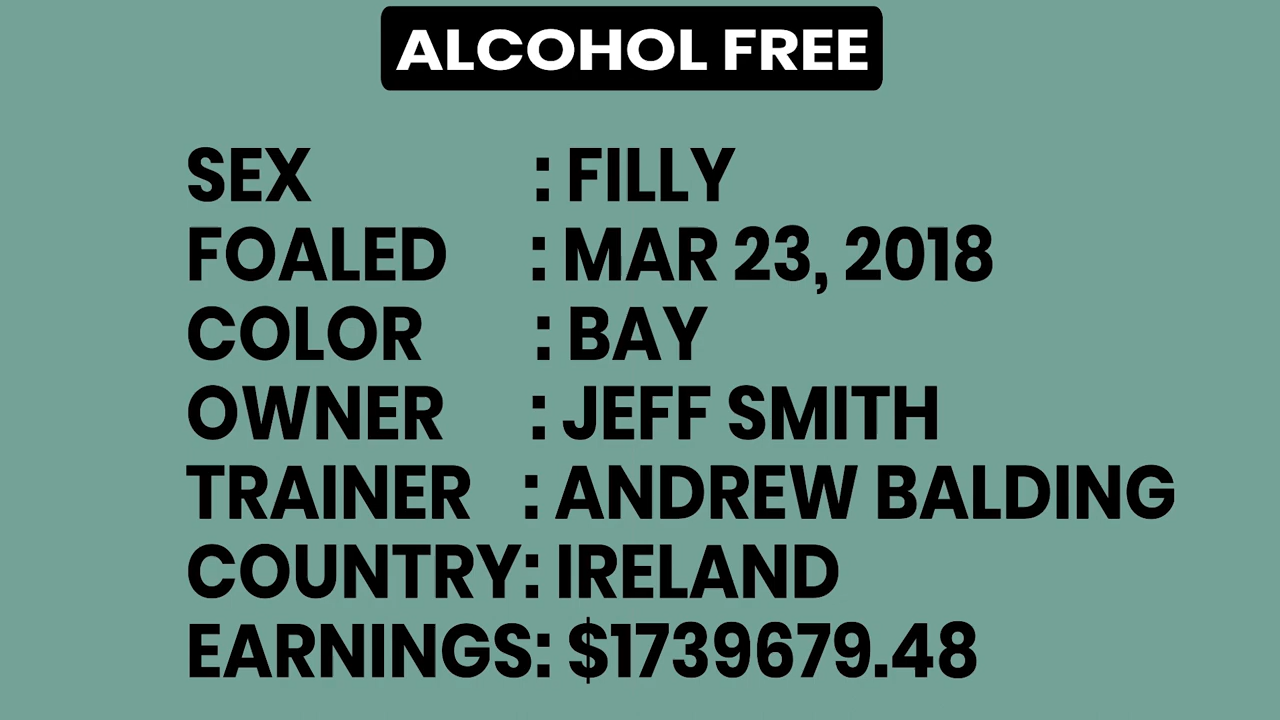 ALCOHOL FREE
SEX : FILLY
FOALED : MAR 23, 2018
COLOR : BAY
OWNER : JEFF SMITH
TRAINER : ANDREW BALDING
COUNTRY: IRELAND
EARNINGS: $1739679.48